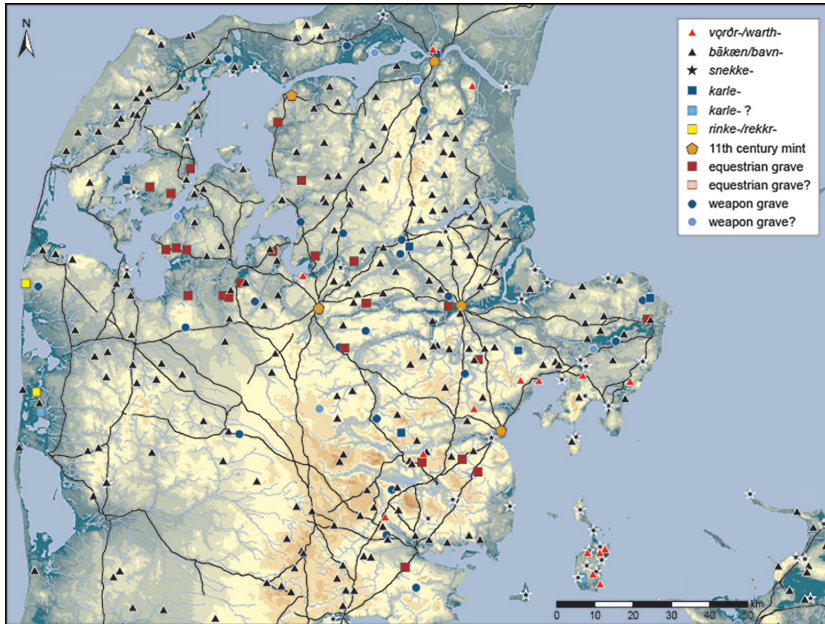 N
vǫrðr-/warth-
bākæn/bavn-
snekke-
karle-
karle- ?
rinke-/rekkr-
11th century mint
equestrian grave
equestrian grave?
weapon grave
weapon grave?
km
0 10 20 30 40 50